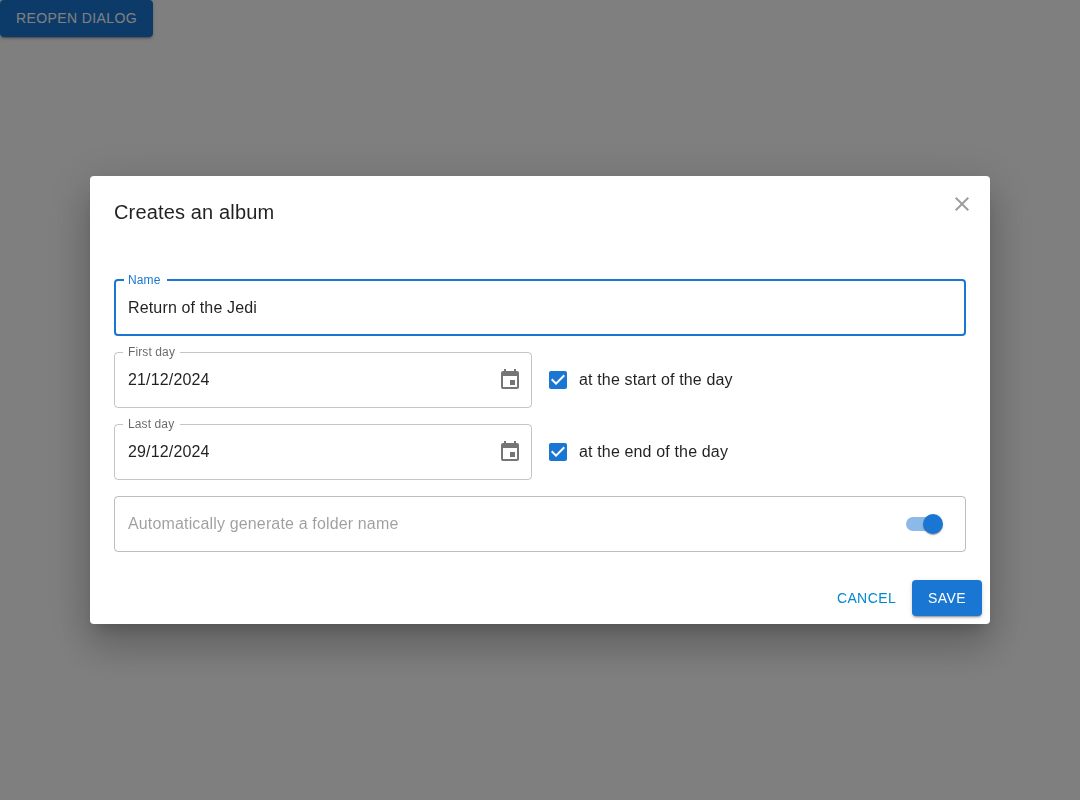 REOPEN DIALOG
Creates an album
Name
Return of the Jedi
First day
21/12/2024
at the start of the day
Last day
29/12/2024
at the end of the day
Automatically generate a folder name
CANCEL SAVE